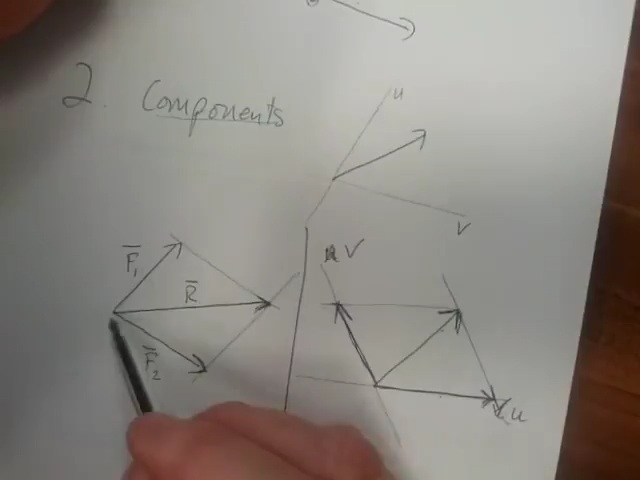 2. Components
u
v
F₁
R
F₂
V
u